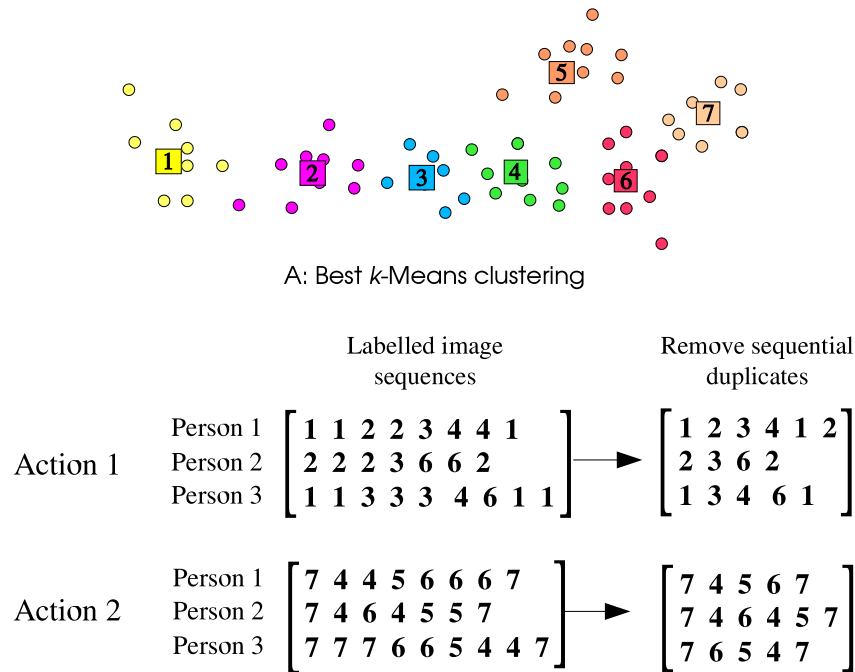 5
7
1
2
3
4
6
A: Best k-Means clustering
Labelled image
sequences
Remove sequential
duplicates
Action 1
Person 1 1 1 2 2 3 4 4 1 1 2 3 4 1 2
Person 2 2 2 2 3 6 6 2 2 3 6 2
Person 3 1 1 3 3 3 4 6 1 1 1 3 4 6 1
Action 2
Person 1 7 4 4 5 6 6 6 7 7 4 5 6 7
Person 2 7 4 6 4 5 5 7 7 4 6 4 5 7
Person 3 7 7 7 6 6 5 4 4 7 7 6 5 4 7